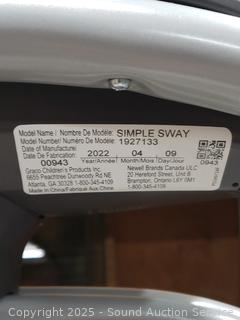 Model Name / Nombre De Modèle: SIMPLE SWAY
Model Number/ Numéro De Modèle: 1927133
Date of Manufacture:
Date De Fabrication: 2022 04 09
00943 Year/Année Month/Mois Day/Jour 0943
Graco Children's Products Inc.
6655 Peachtree Dunwoody Rd NE
Atlanta, GA 30328 1-800-345-4109
Made in China/Fabriqué Aux China
Newell Brands Canada ULC
20 Hereford Street, Unit B
Brampton, Ontario L6Y 0M1
1-800-345-4109
Copyright 2025 - Sound Auction Service